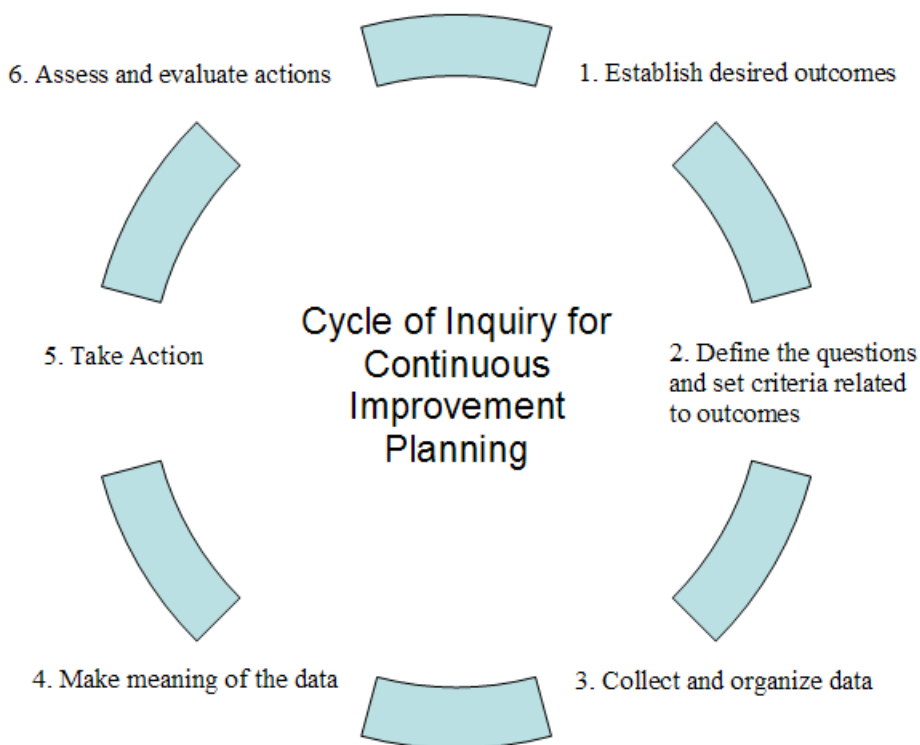 6. Assess and evaluate actions
1. Establish desired outcomes
Cycle of Inquiry for
Continuous
Improvement
Planning
5. Take Action
2. Define the questions
and set criteria related
to outcomes
4. Make meaning of the data
3. Collect and organize data